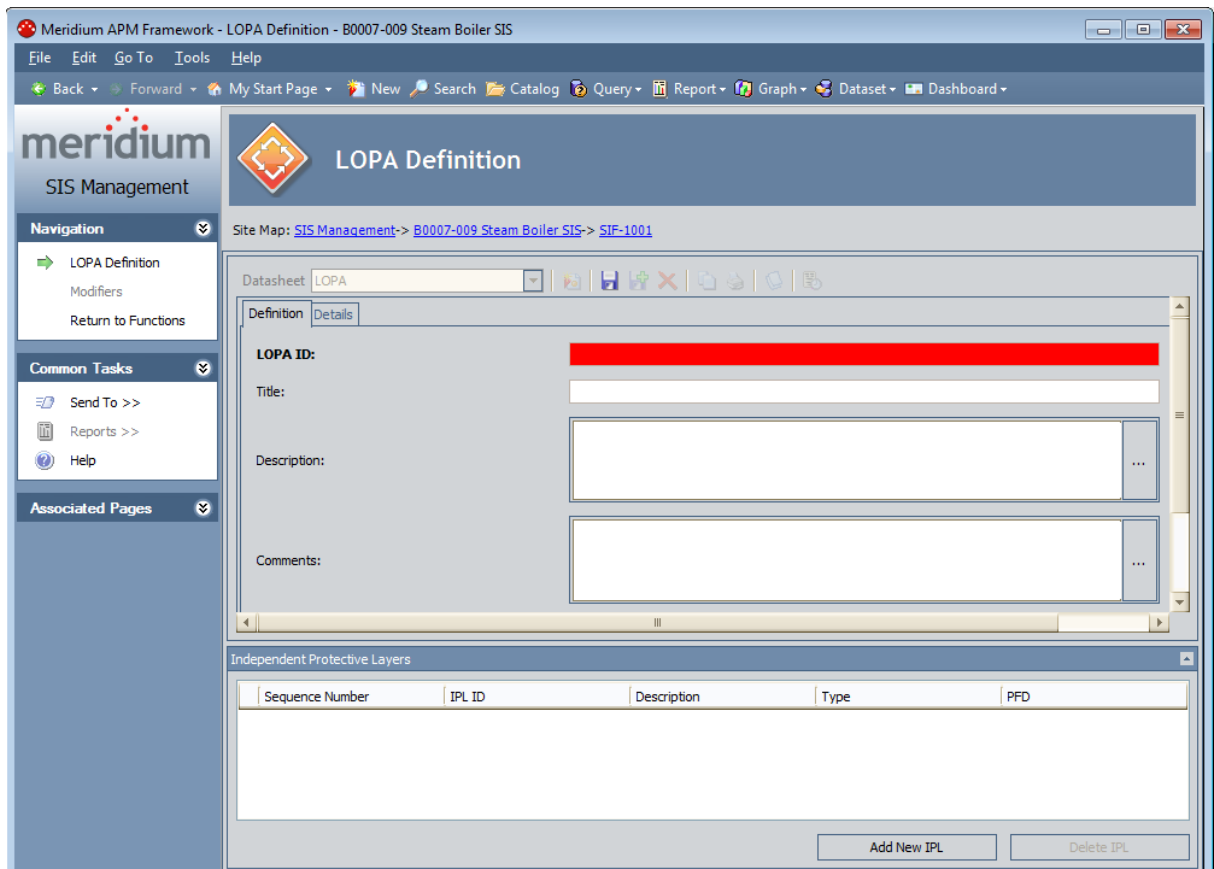 Meridium APM Framework - LOPA Definition - B0007-009 Steam Boiler SIS
File Edit Go To Tools Help
Back Forward My Start Page New Search Catalog Query Report Graph Dataset Dashboard
meridium
SIS Management
LOPA Definition
Navigation
LOPA Definition
Modifiers
Return to Functions
Common Tasks
Send To >>
Reports >>
Help
Associated Pages
Site Map: SIS Management-> B0007-009 Steam Boiler SIS-> SIF-1001
Datasheet LOPA
Definition Details
LOPA ID:
Title:
Description:
...
Comments:
...
Independent Protective Layers
Sequence Number IPL ID Description Type PFD
Add New IPL Delete IPL